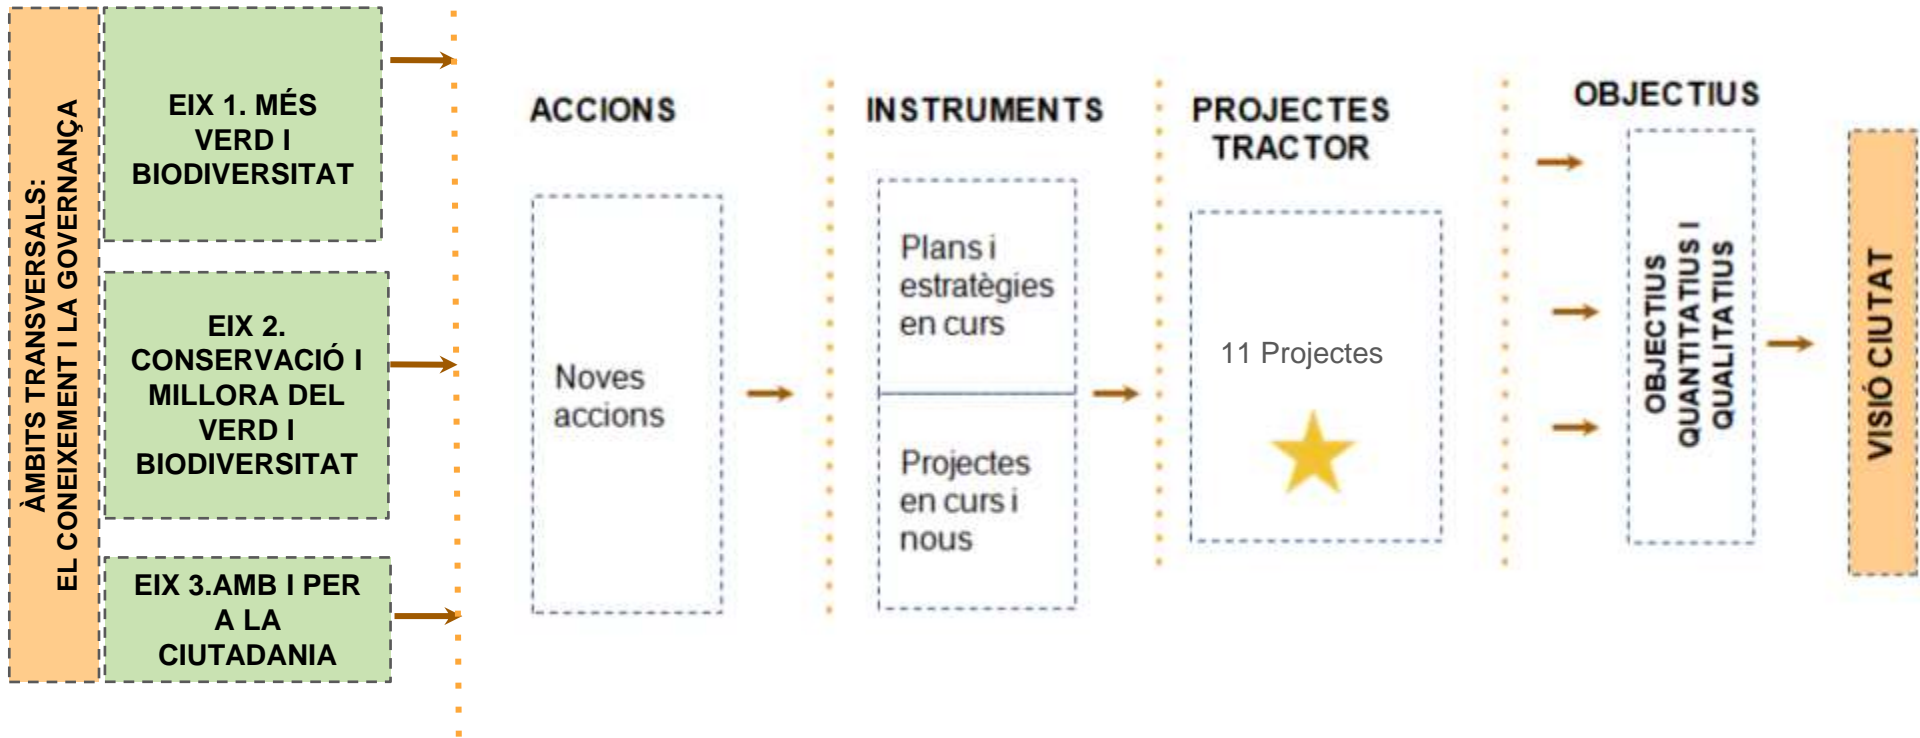 ÀMBITS TRANSVERSALS:
EL CONEIXEMENT I LA GOVERNANÇA
EIX 1. MÉS
VERD I
BIODIVERSITAT
EIX 2.
CONSERVACIÓ I
MILLORA DEL
VERD I
BIODIVERSITAT
EIX 3.AMB I PER
A LA
CIUTADANIA
ACCIONS
Noves
accions
INSTRUMENTS
Plans i
estratègies
en curs
Projectes
en curs i
nous
PROJECTES
TRACTOR
11 Projectes
OBJECTIUS
OBJECTIUS
QUANTITATIUS I
QUALITATIUS
VISIÓ CIUTAT